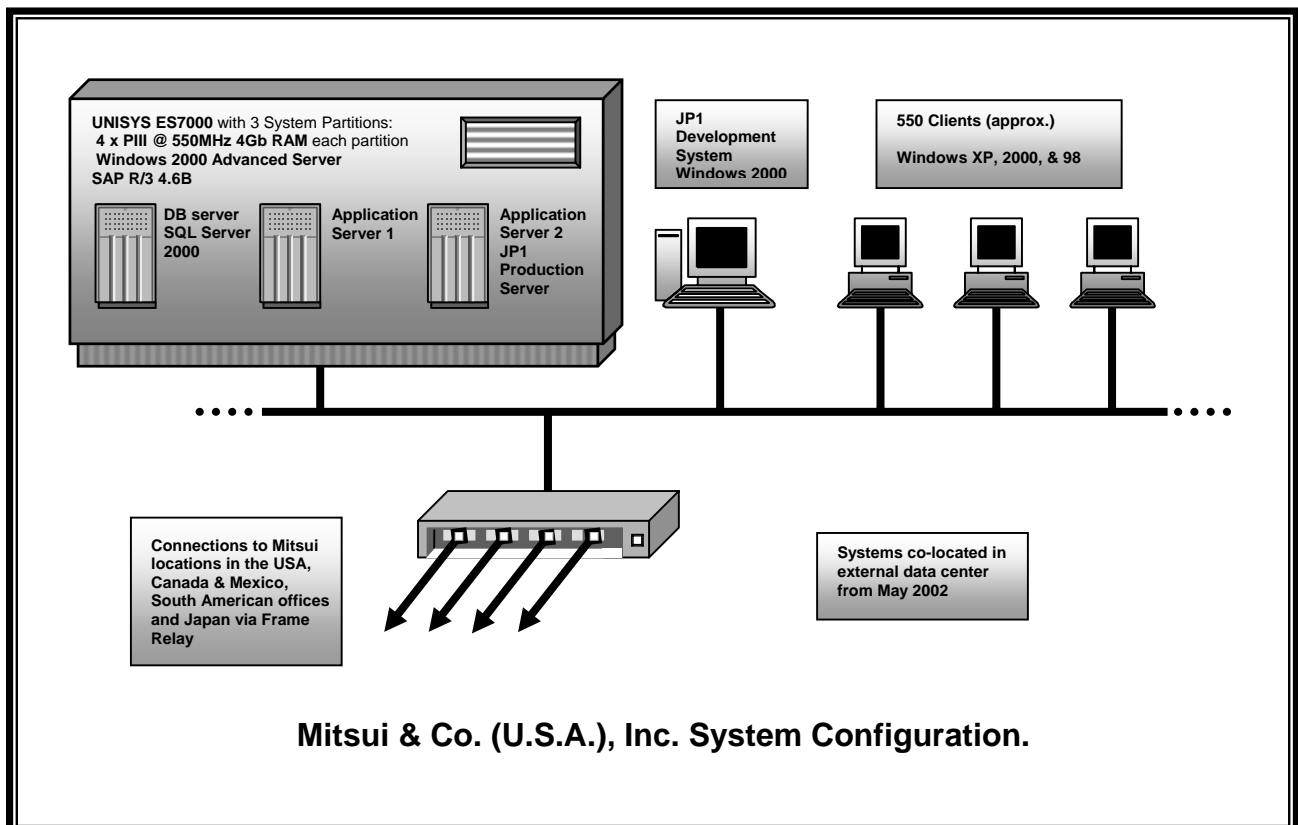 UNISYS ES7000 with 3 System Partitions:
4 x PIII @ 550MHz 4Gb RAM each partition
Windows 2000 Advanced Server
SAP R/3 4.6B
DB server
SQL Server
2000
Application
Server 1
Application
Server 2
JP1
Production
Server
JP1
Development
System
Windows 2000
550 Clients (approx.)
Windows XP, 2000, & 98
Connections to Mitsui
locations in the USA,
Canada & Mexico,
South American offices
and Japan via Frame
Relay
Systems co-located in
external data center
from May 2002
Mitsui & Co. (U.S.A.), Inc. System Configuration.